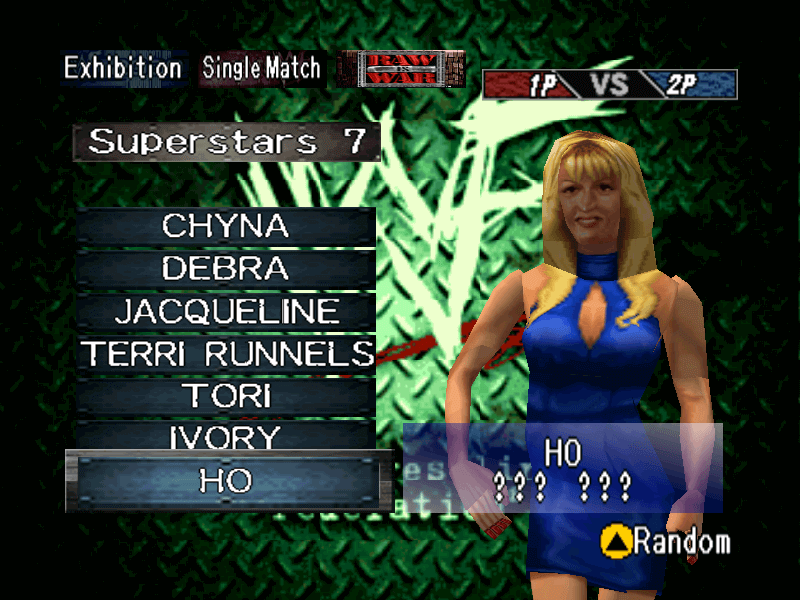 Exhibition Single Match RAW IS WAR
1P VS 2P
Superstars 7
CHYNA
DEBRA
JACQUELINE
TERRI RUNNELS
TORI
IVORY
HO
HO
??? ???
Random